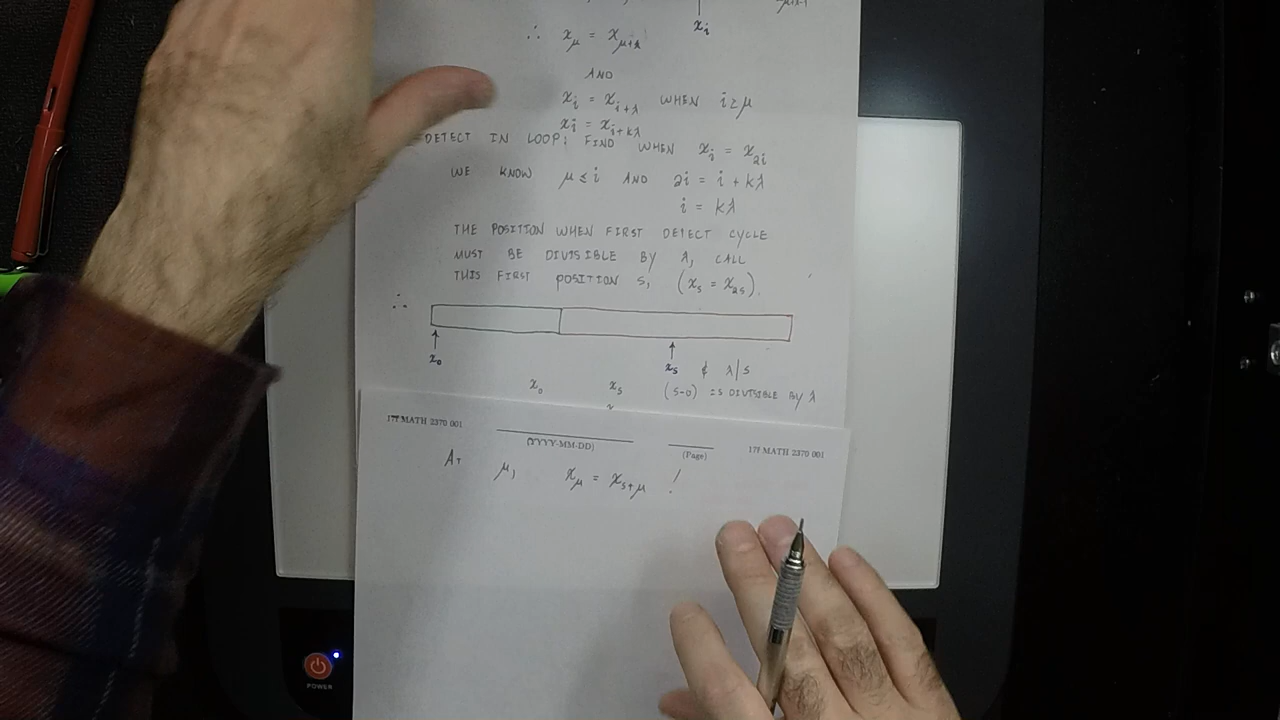 x_i
∴ x_μ = x_{μ+λ}
AND
x_i = x_{i+λ} WHEN i ≥ μ
x_i = x_{i+kλ}
DETECT IN LOOP: FIND WHEN x_i = x_{2i}
WE KNOW μ ≤ i AND 2i = i + kλ
i = kλ
THE POSITION WHEN FIRST DETECT CYCLE
MUST BE DIVISIBLE BY λ, CALL
THIS FIRST POSITION S, (x_s = x_{2s}).
∴
x_0 x_s & λ|s
x_0 x_s (s-0) IS DIVISIBLE BY λ
17F MATH 2370 001 (YYYY-MM-DD) (Page) 17F MATH 2370 001
AT μ, x_μ = x_{s+μ} !
POWER